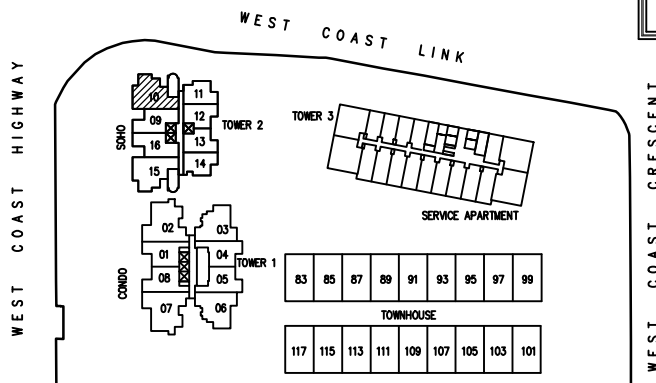 WEST COAST LINK
WEST COAST HIGHWAY
WEST COAST CRESCENT
10
11
09
12
TOWER 2
SOHO
16
13
15
14
TOWER 3
SERVICE APARTMENT
02
03
01
04
TOWER 1
CONDO
08
05
07
06
83 85 87 89 91 93 95 97 99
TOWNHOUSE
117 115 113 111 109 107 105 103 101